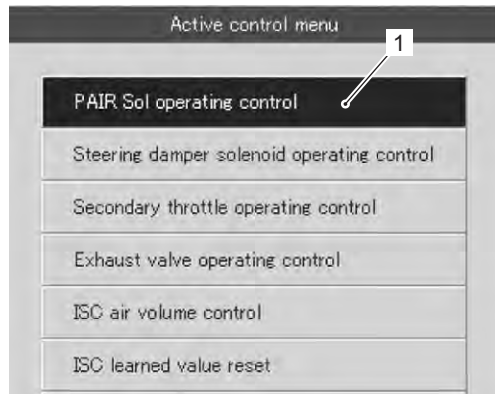 Active control menu
1
PAIR Sol operating control
Steering damper solenoid operating control
Secondary throttle operating control
Exhaust valve operating control
ISC air volume control
ISC learned value reset